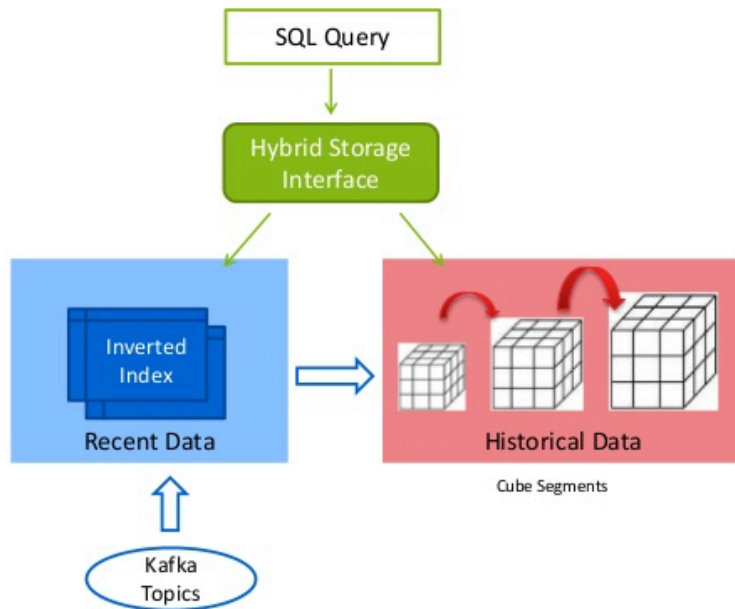 SQL Query
Hybrid Storage
Interface
Inverted
Index
Recent Data
Historical Data
Cube Segments
Kafka
Topics